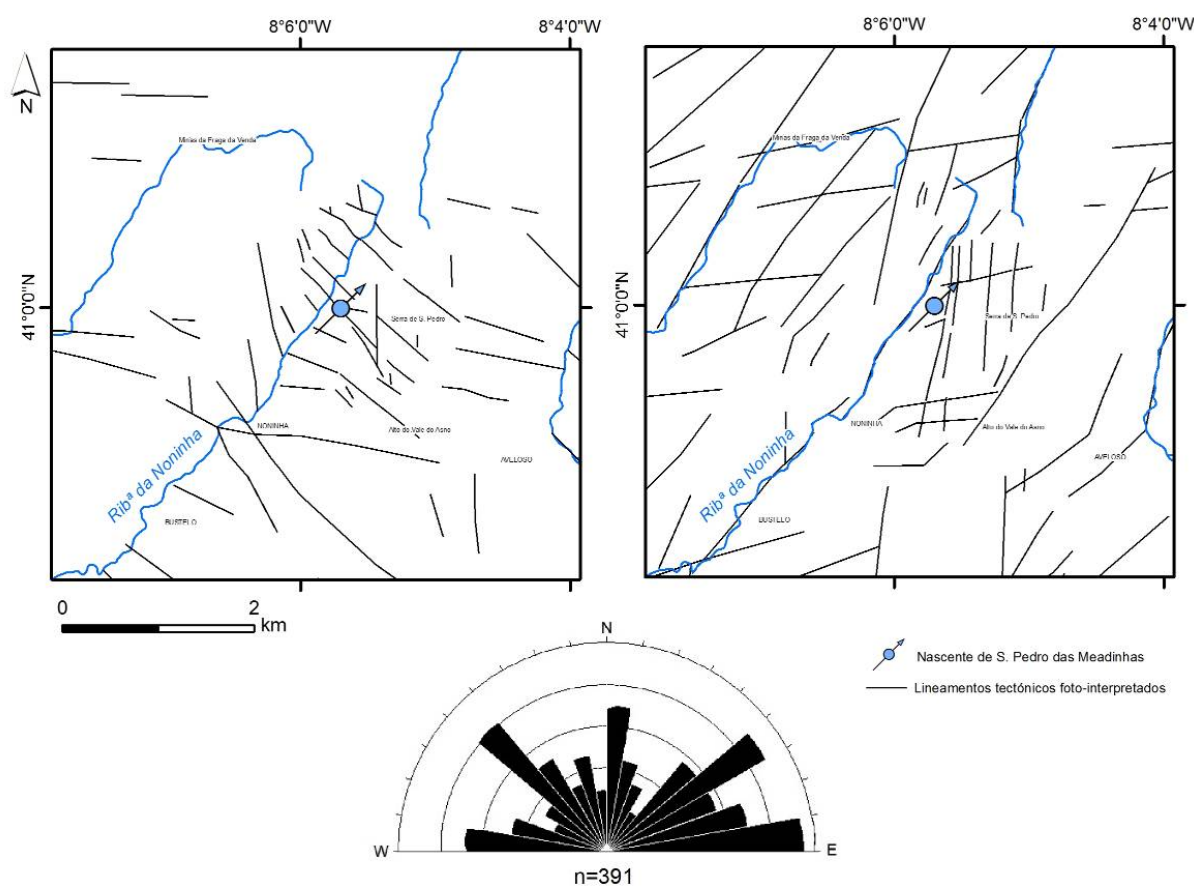 8°6'0"W
8°4'0"W
8°6'0"W
8°4'0"W
N
Minas da Fraga da Venda
Minas da Fraga da Venda
41°0'0"N
41°0'0"N
Serra de S. Pedro
Serra de S. Pedro
NONINHA
Alto do Vale do Asno
NONINHA
Alto do Vale do Asno
AVELOSO
AVELOSO
Ribª da Noninha
Ribª da Noninha
BUSTELO
BUSTELO
0 2
km
N
Nascente de S. Pedro das Meadinhas
Lineamentos tectónicos foto-interpretados
W E
n=391